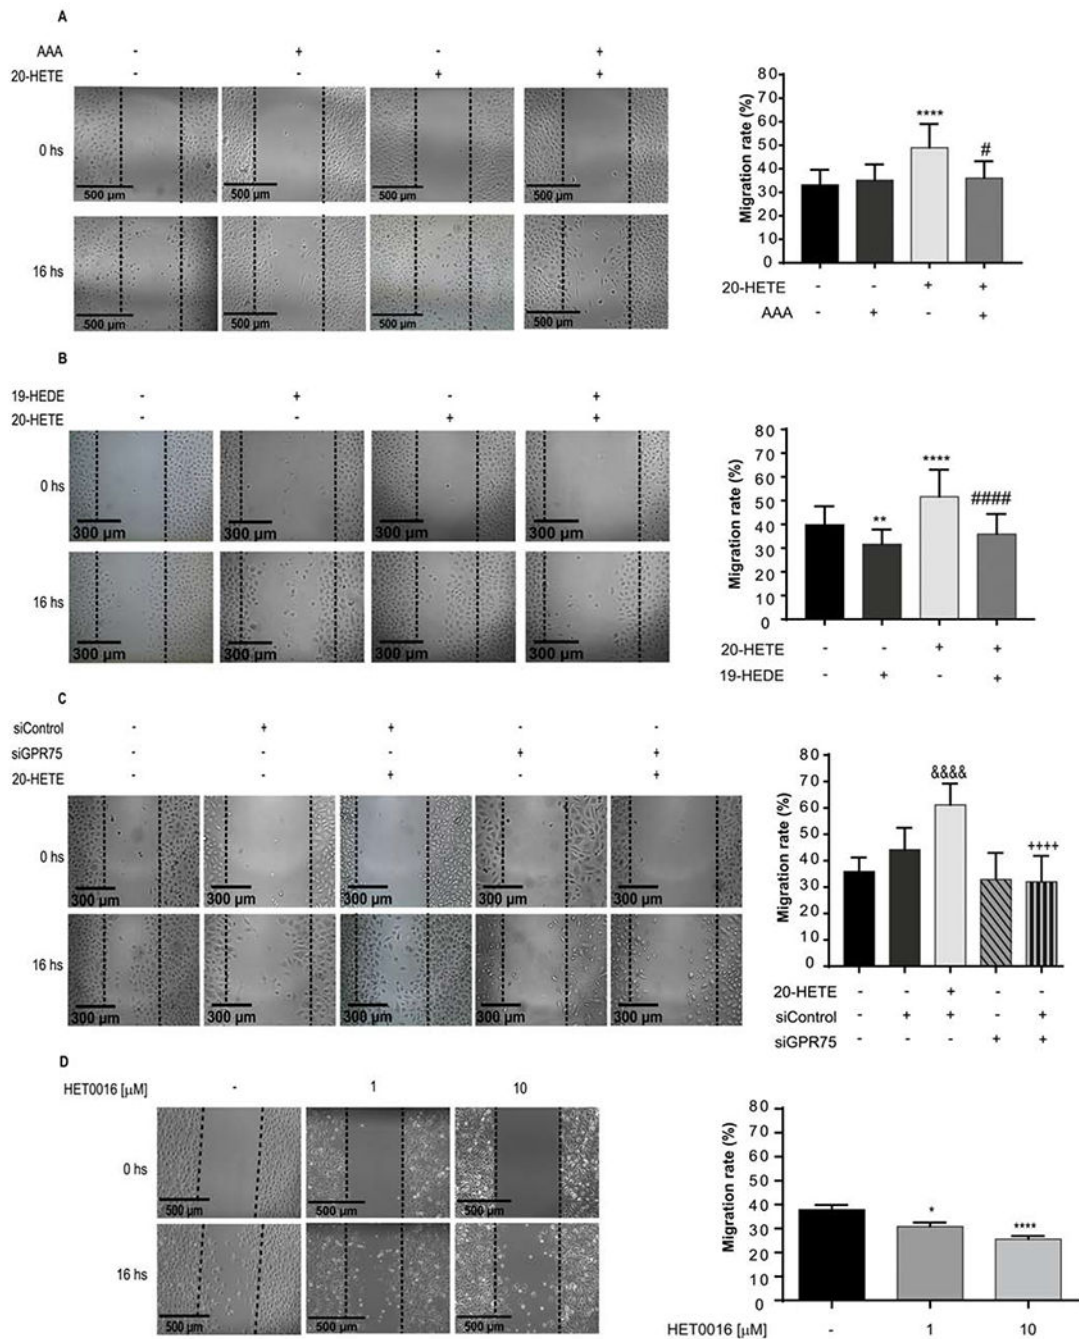 A
AAA - + - +
20-HETE - - + +
0 hs
500 µm 500 µm 500 µm 500 µm
16 hs
500 µm 500 µm 500 µm 500 µm
Migration rate (%)
80
70
60
50
40
30
20
10
0
****
#
20-HETE - - + +
AAA - + - +
B
19-HEDE - + - +
20-HETE - - + +
0 hs
300 µm 300 µm 300 µm 300 µm
16 hs
300 µm 300 µm 300 µm 300 µm
Migration rate (%)
80
70
60
50
40
30
20
10
0
**
****
####
20-HETE - - + +
19-HEDE - + - +
C
siControl - + + - -
siGPR75 - - - + +
20-HETE - - + - +
0 hs
300 µm 300 µm 300 µm 300 µm 300 µm
16 hs
300 µm 300 µm 300 µm 300 µm 300 µm
Migration rate (%)
80
70
60
50
40
30
20
10
0
&&&&
++++
20-HETE - - + - -
siControl - + + - +
siGPR75 - - - + +
D
HET0016 [µM] - 1 10
0 hs
500 µm 500 µm 500 µm
16 hs
500 µm 500 µm 500 µm
Migration rate (%)
80
70
60
50
40
30
20
10
0
*
****
HET0016 [µM] - 1 10